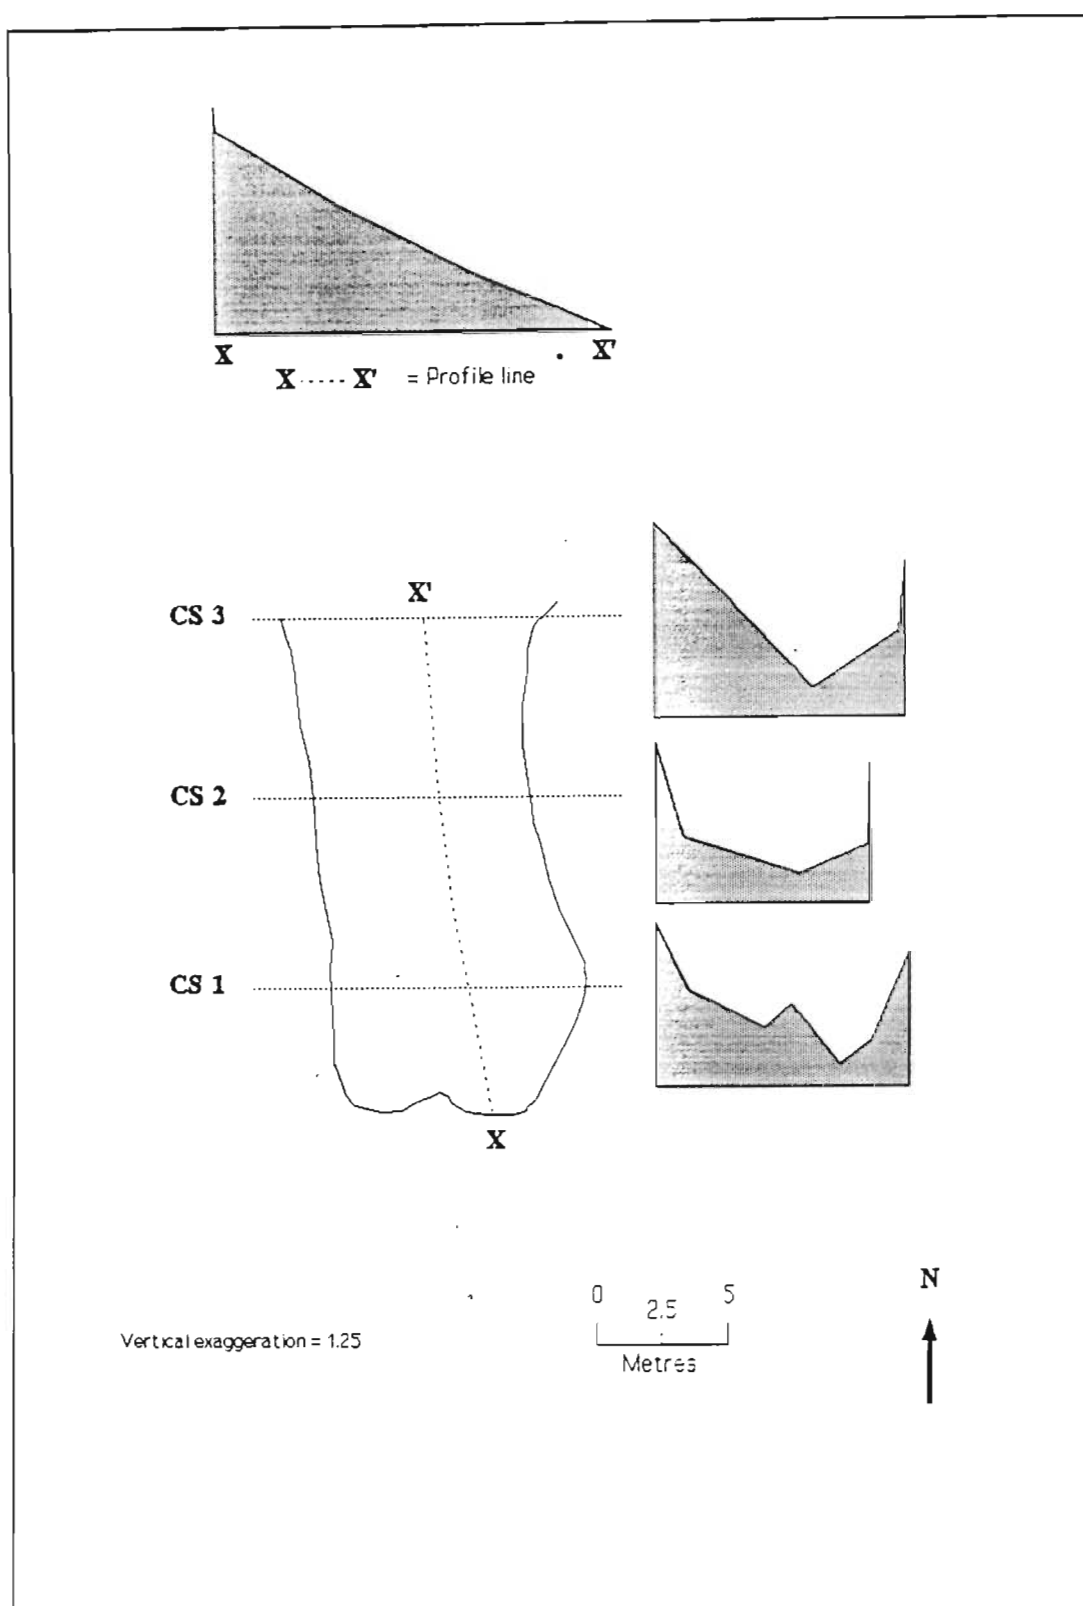 X X'
X ····· X' = Profile line
X'
CS 3
CS 2
CS 1
X
N
0 2.5 5
Metres
Vertical exaggeration = 1.25